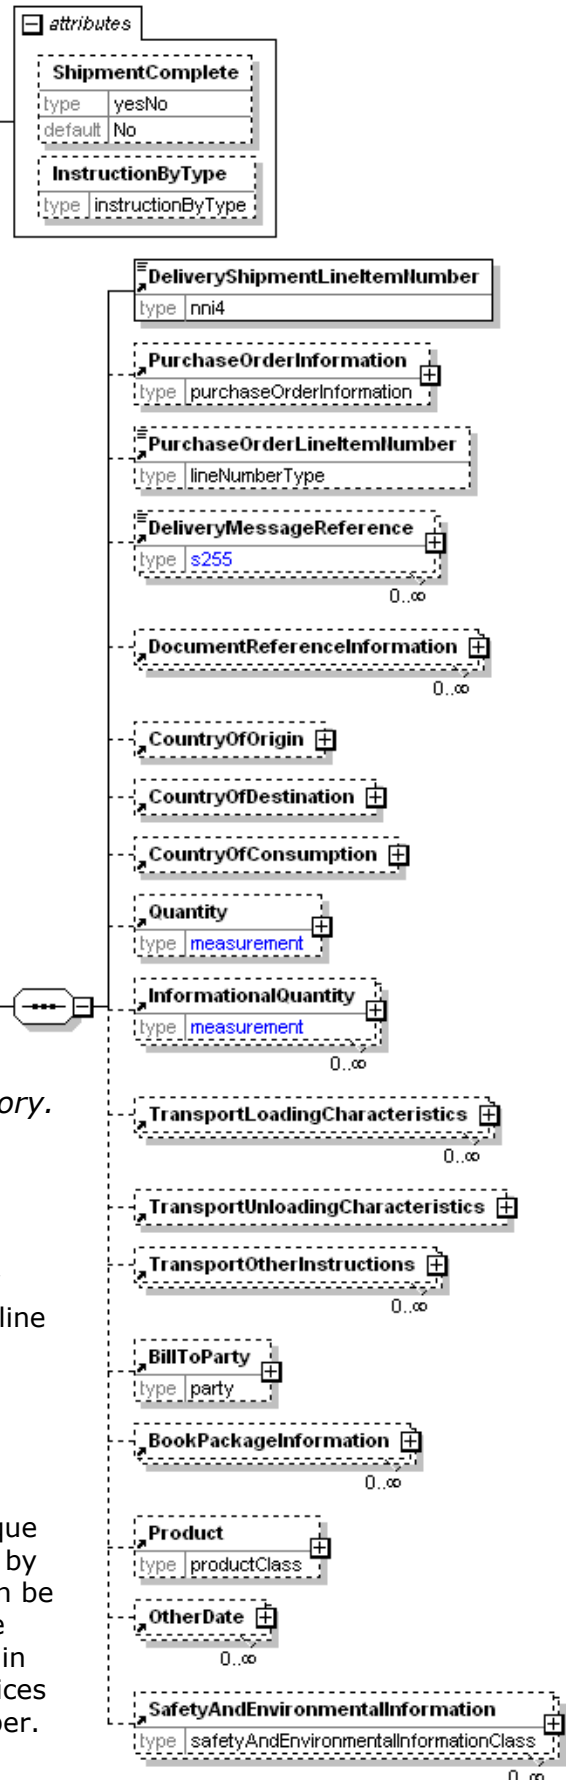 attributes
ShipmentComplete
type yesNo
default No
InstructionByType
type instructionByType
DeliveryShipmentLineItemNumber
type nni4
PurchaseOrderInformation
type purchaseOrderInformation
PurchaseOrderLineItemNumber
type lineNumberType
DeliveryMessageReference
type s255
0..∞
DocumentReferenceInformation
0..∞
CountryOfOrigin
CountryOfDestination
CountryOfConsumption
Quantity
type measurement
InformationalQuantity
type measurement
0..∞
ory.
TransportLoadingCharacteristics
0..∞
TransportUnloadingCharacteristics
TransportOtherInstructions
0..∞
line
BillToParty
type party
BookPackageInformation
0..∞
que
Product
by
type productClass
n be
e
OtherDate
in
0..∞
ices
SafetyAndEnvironmentalInformation
ber.
type safetyAndEnvironmentalInformationClass
0..∞